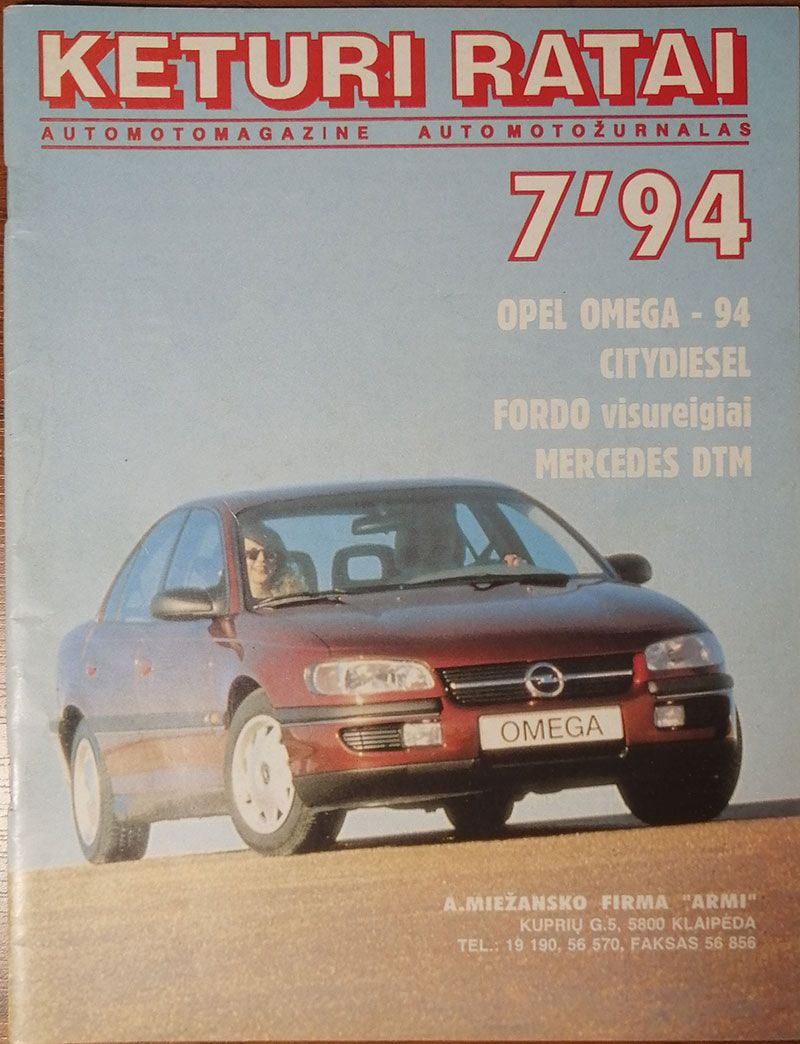 KETURI RATAI
AUTOMOTOMAGAZINE AUTOMOTOŽURNALAS
7'94
OPEL OMEGA - 94
CITYDIESEL
FORDO visureigiai
MERCEDES DTM
OMEGA
A.MIEŽANSKO FIRMA "ARMI"
KUPRIŲ G.5, 5800 KLAIPĖDA
TEL.: 19 190, 56 570, FAKSAS 56 856